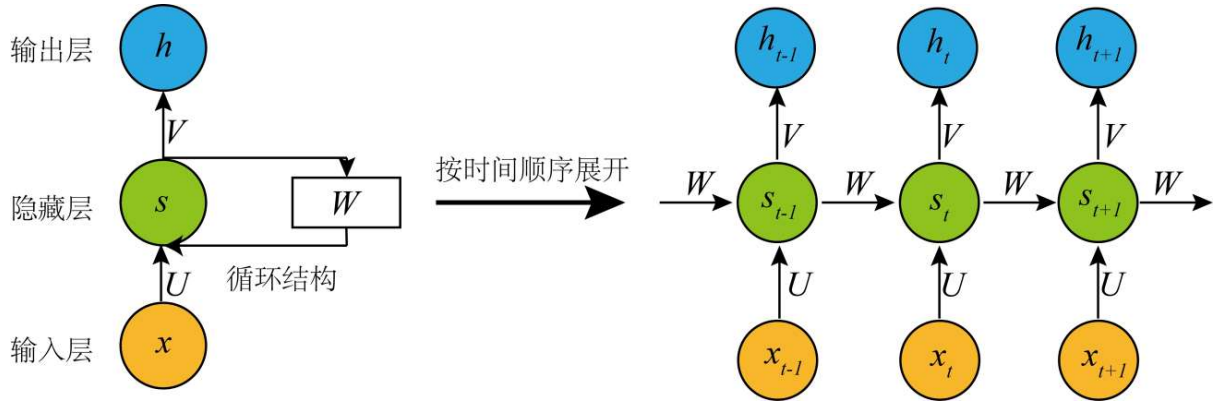 输出层
h
V
隐藏层
s
W
循环结构
U
输入层
x
按时间顺序展开
h_{t-1} h_t h_{t+1}
V V V
W W W W
s_{t-1} s_t s_{t+1}
U U U
x_{t-1} x_t x_{t+1}